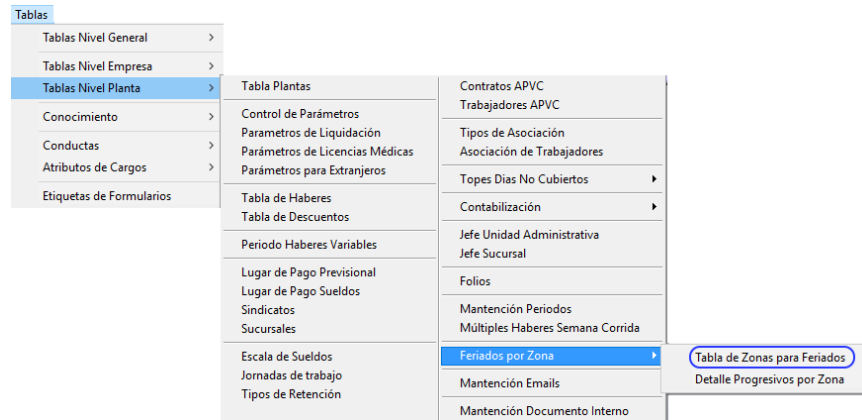 Tablas
Tablas Nivel General
Tablas Nivel Empresa
Tablas Nivel Planta
Conocimiento
Conductas
Atributos de Cargos
Etiquetas de Formularios
Tabla Plantas
Control de Parámetros
Parametros de Liquidación
Parámetros de Licencias Médicas
Parámetros para Extranjeros
Tabla de Haberes
Tabla de Descuentos
Periodo Haberes Variables
Lugar de Pago Previsional
Lugar de Pago Sueldos
Sindicatos
Sucursales
Escala de Sueldos
Jornadas de trabajo
Tipos de Retención
Contratos APVC
Trabajadores APVC
Tipos de Asociación
Asociación de Trabajadores
Topes Dias No Cubiertos
Contabilización
Jefe Unidad Administrativa
Jefe Sucursal
Folios
Mantención Periodos
Múltiples Haberes Semana Corrida
Feriados por Zona
Mantención Emails
Mantención Documento Interno
Tabla de Zonas para Feriados
Detalle Progresivos por Zona